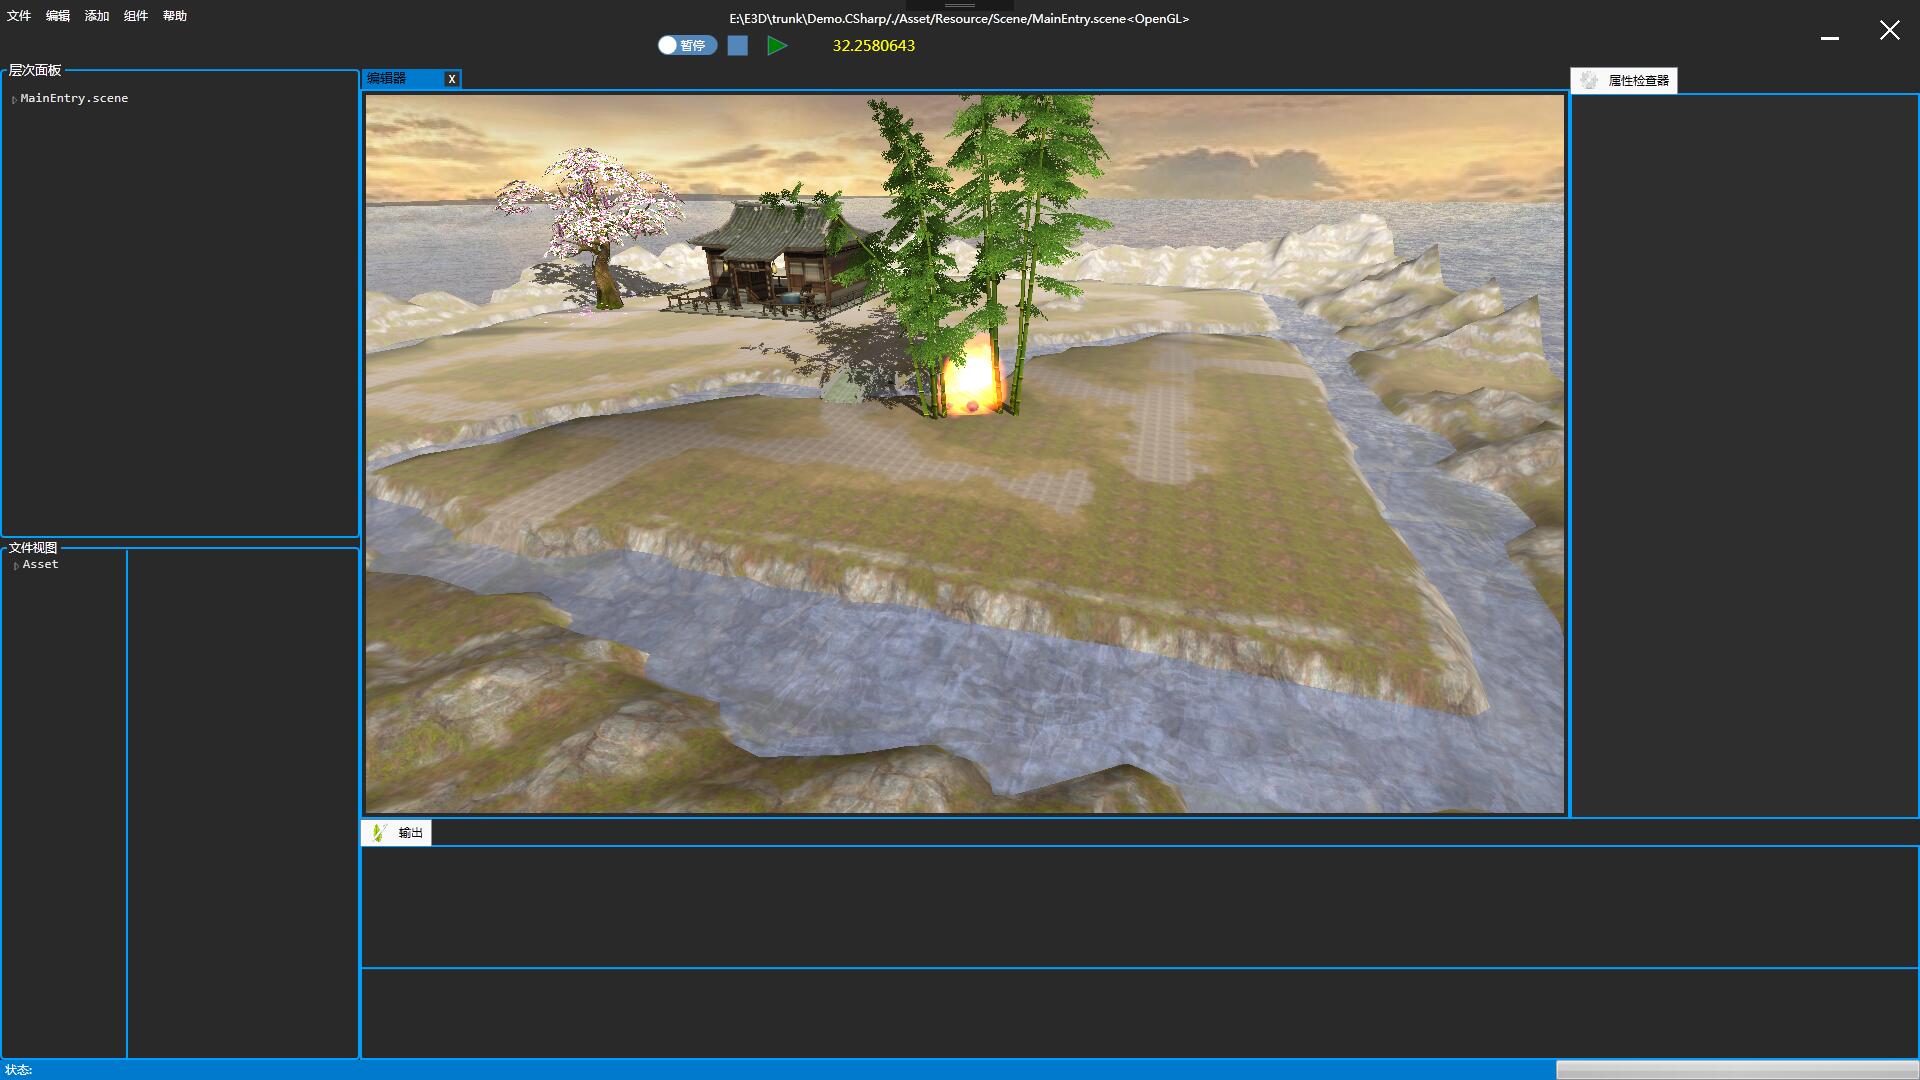 文件 编辑 添加 组件 帮助
E:\E3D\trunk\Demo.CSharp/./Asset/Resource/Scene/MainEntry.scene<OpenGL>
暂停
32.2580643
层次面板
MainEntry.scene
编辑器 X
属性检查器
文件视图
Asset
输出
状态: